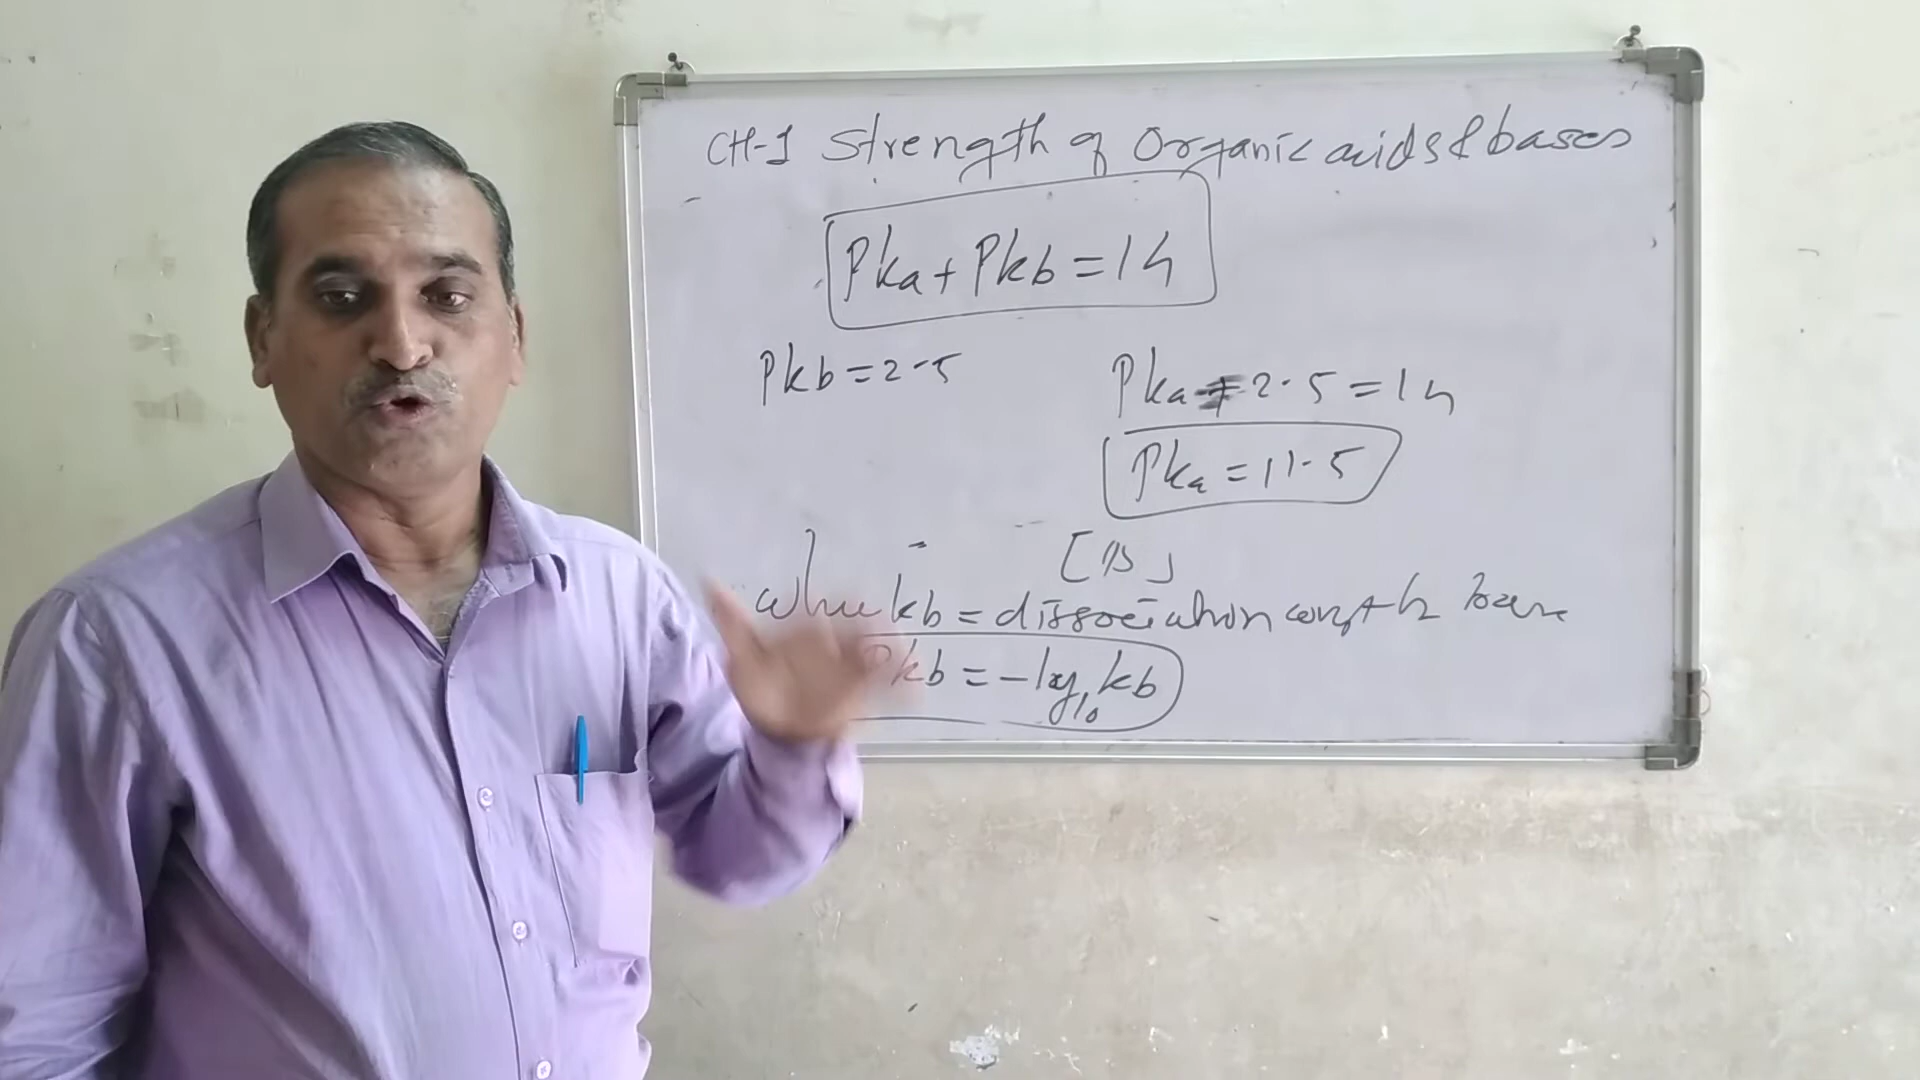 CH-1 Strength of Organic acids & bases
Pka + Pkb = 14
Pkb = 2.5
Pka + 2.5 = 14
Pka = 11.5
[B]
where kb = dissociation const of base
Pkb = -log10 kb